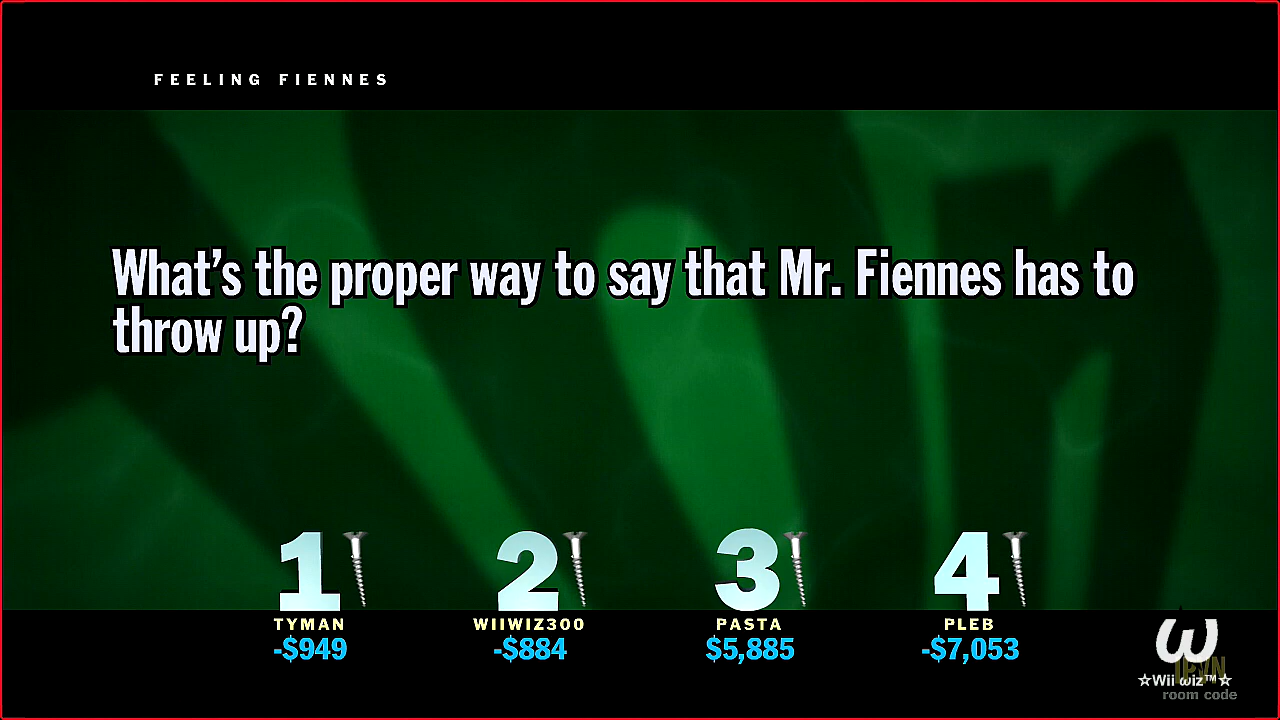 FEELING FIENNES
What's the proper way to say that Mr. Fiennes has to
throw up?
1 2 3 4
TYMAN WIIWIZ300 PASTA PLEB
-$949 -$884 $5,885 -$7,053
☆Wii ωiz™☆
room code